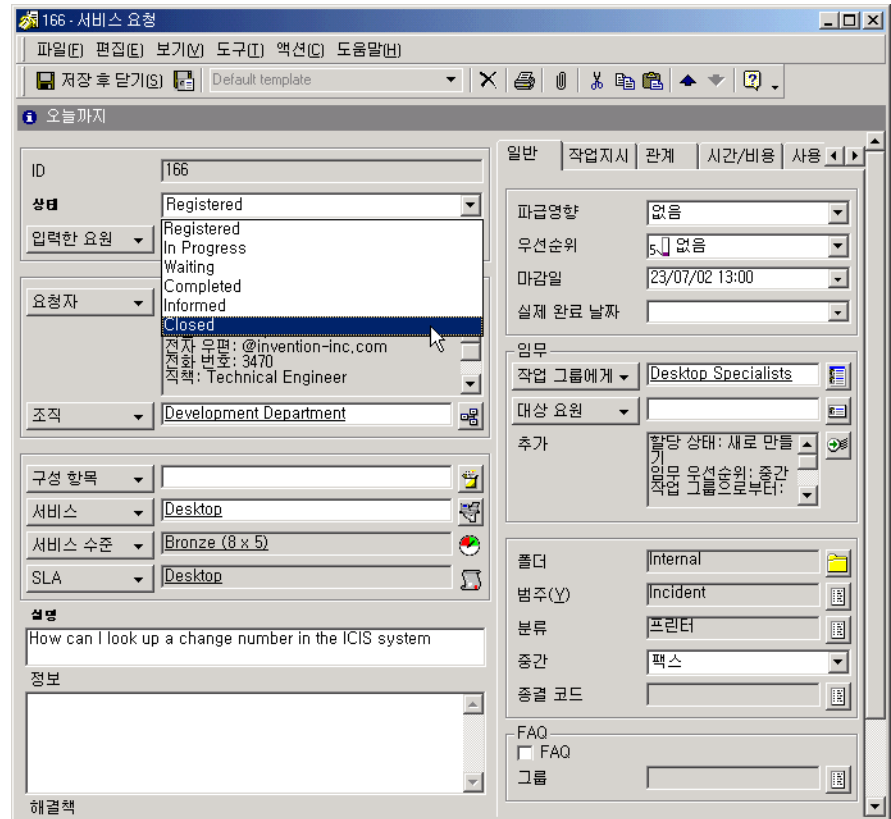 166 - 서비스 요청
파일(F) 편집(E) 보기(V) 도구(T) 액션(C) 도움말(H)
저장 후 닫기(S) Default template
오늘까지
ID 166
상태 Registered
Registered
In Progress
Waiting
Completed
Informed
Closed
입력한 요원
요청자
전자 우편: @invention-inc,com
전화 번호: 3470
직책: Technical Engineer
조직 Development Department
구성 항목
서비스 Desktop
서비스 수준 Bronze (8 x 5)
SLA Desktop
설명
How can I look up a change number in the ICIS system
정보
해결책
일반 작업지시 관계 시간/비용 사용
파급영향 없음
우선순위 5 없음
마감일 23/07/02 13:00
실제 완료 날짜
임무
작업 그룹에게 Desktop Specialists
대상 요원
추가 할당 상태: 새로 만들
기
임무 우선순위: 중간
작업 그룹으로부터:
폴더 Internal
범주(Y) Incident
분류 프린터
중간 팩스
종결 코드
FAQ
FAQ
그룹